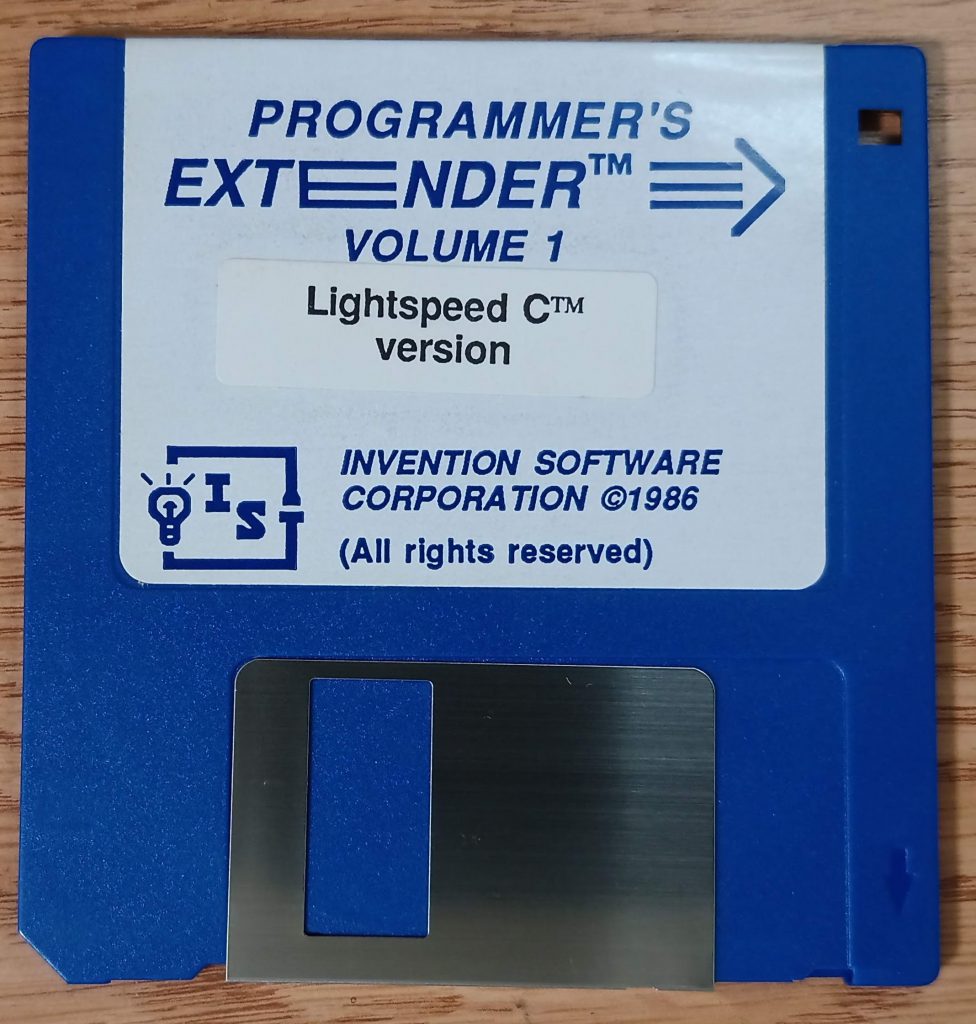 PROGRAMMER'S
EXTENDER™
VOLUME 1
Lightspeed C™
version
IS
INVENTION SOFTWARE
CORPORATION ©1986
(All rights reserved)